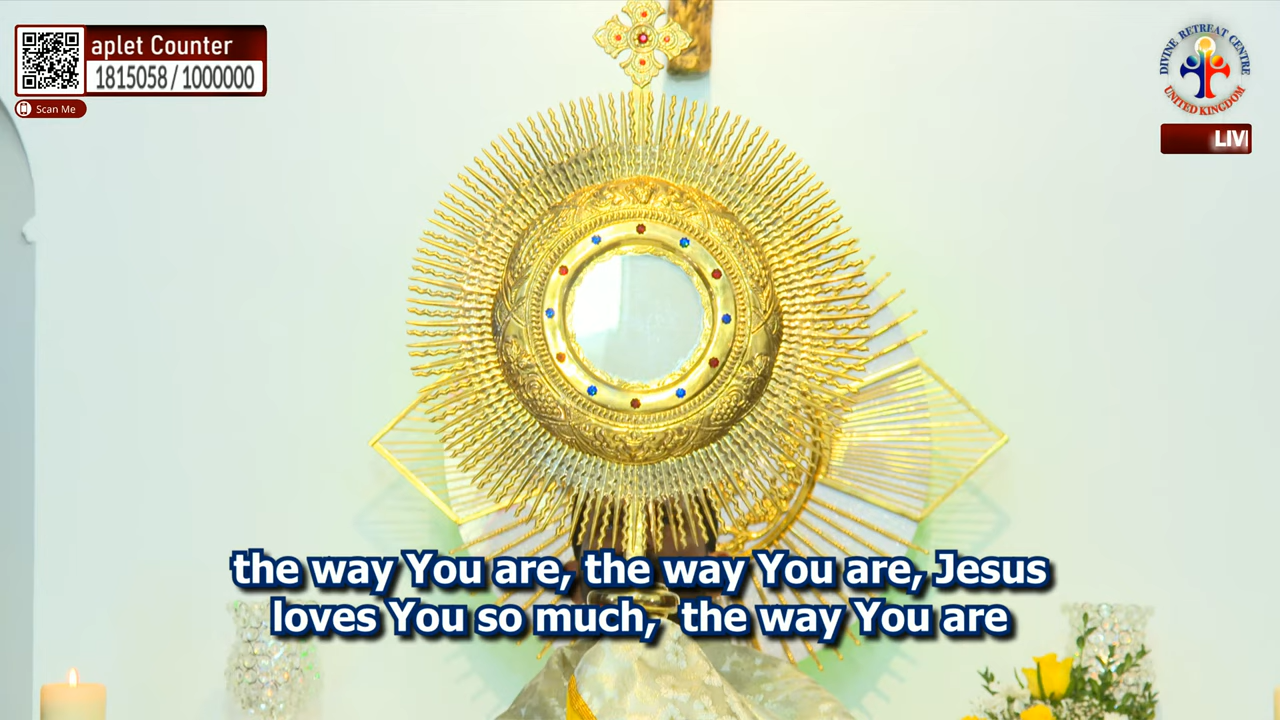 aplet Counter
1815058 / 1000000
Scan Me
DIVINE RETREAT CENTRE
UNITED KINGDOM
LIV
the way You are, the way You are, Jesus
loves You so much, the way You are